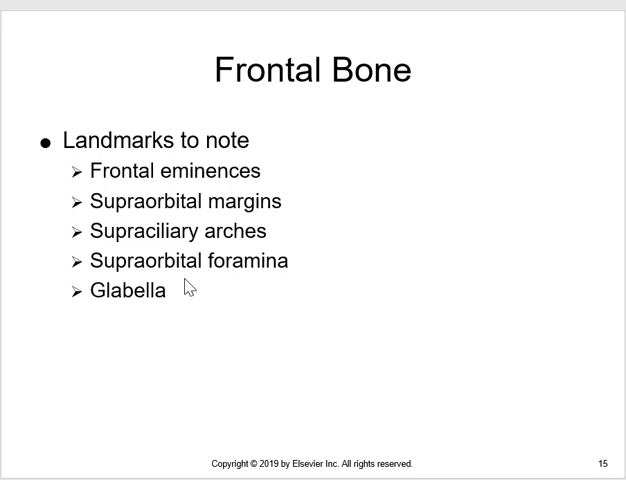 Frontal Bone
● Landmarks to note
➢ Frontal eminences
➢ Supraorbital margins
➢ Supraciliary arches
➢ Supraorbital foramina
➢ Glabella
Copyright © 2019 by Elsevier Inc. All rights reserved.
15